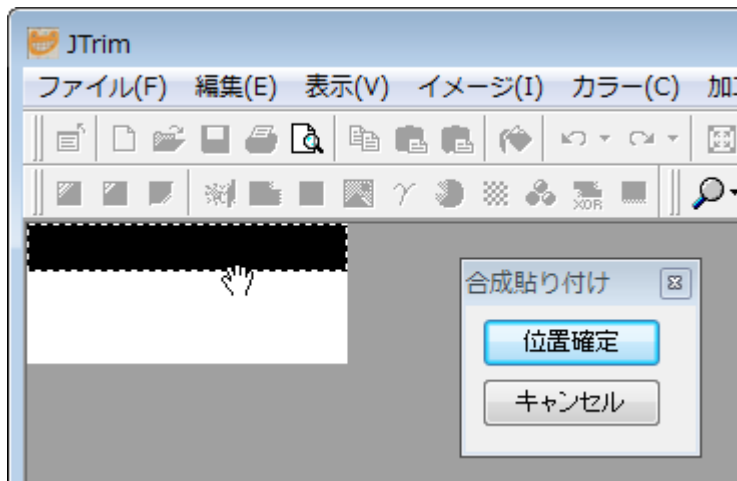 JTrim
ファイル(F) 編集(E) 表示(V) イメージ(I) カラー(C)
γ
XOR
合成貼り付け
位置確定
キャンセル